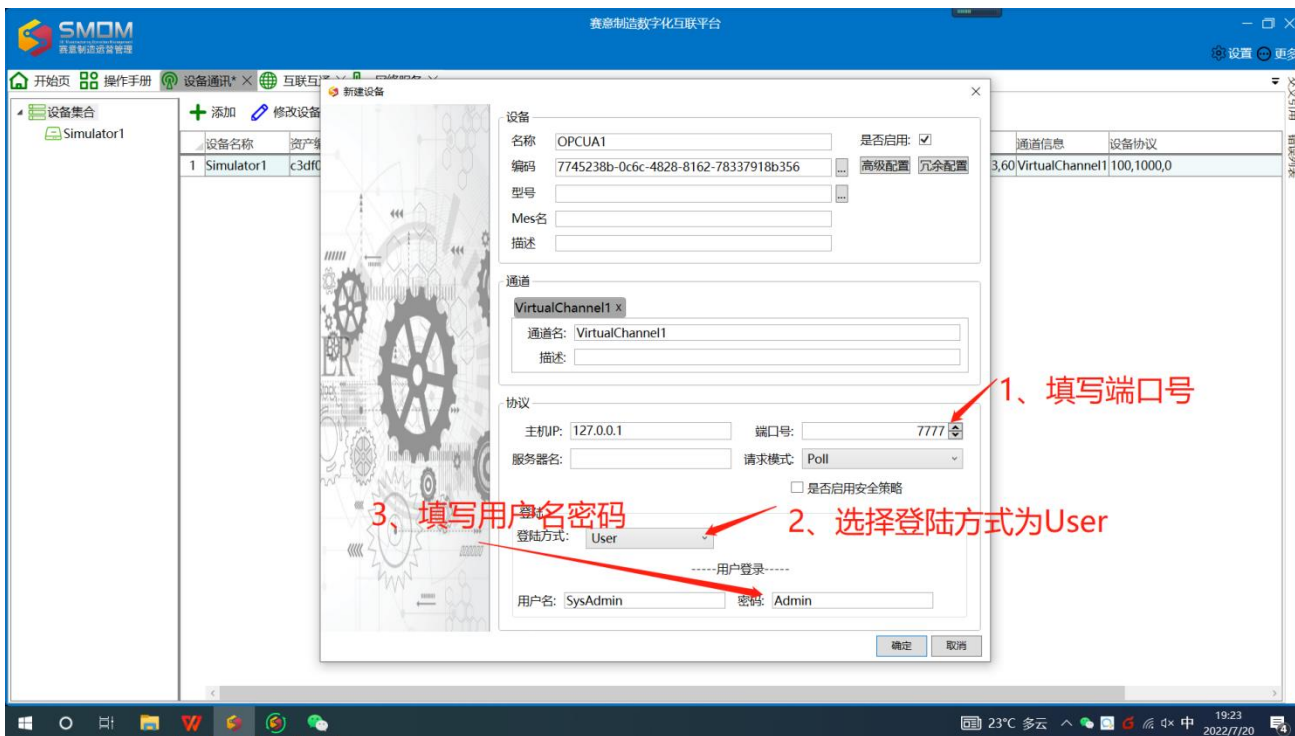 SMOM
赛意制造运营管理
赛意制造数字化互联平台
设置 更多
开始页 操作手册 设备通讯* 互联互
设备集合
Simulator1
添加 修改设备
设备名称 资产编 通道信息 设备协议
1 Simulator1 c3df0 3,60 VirtualChannel1 100,1000,0
新建设备
设备
名称 OPCUA1 是否启用:
编码 7745238b-0c6c-4828-8162-78337918b356 ... 高级配置 冗余配置
型号 ...
Mes名
描述
通道
VirtualChannel1 x
通道名: VirtualChannel1
描述:
1、填写端口号
协议
主机IP: 127.0.0.1 端口号: 7777
服务器名: 请求模式: Poll
是否启用安全策略
3、填写用户名密码
2、选择登陆方式为User
登陆
登陆方式: User
-----用户登录-----
用户名: SysAdmin 密码: Admin
确定 取消
23°C 多云 中 19:23
2022/7/20